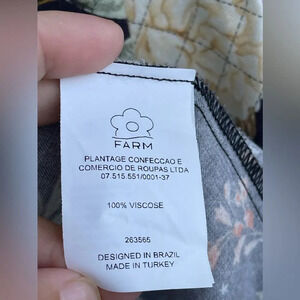 FARM
PLANTAGE CONFECCAO E
COMERCIO DE ROUPAS LTDA
07 515.551/0001-37
100% VISCOSE
263565
DESIGNED IN BRAZIL
MADE IN TURKEY